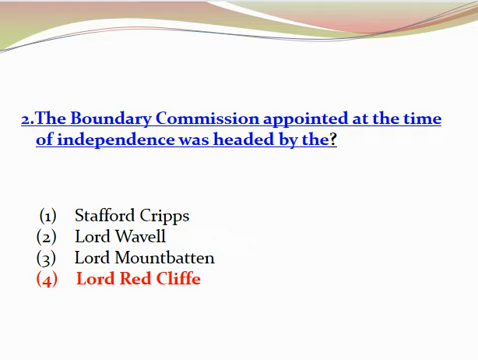 2.The Boundary Commission appointed at the time
of independence was headed by the?
(1) Stafford Cripps
(2) Lord Wavell
(3) Lord Mountbatten
(4) Lord Red Cliffe